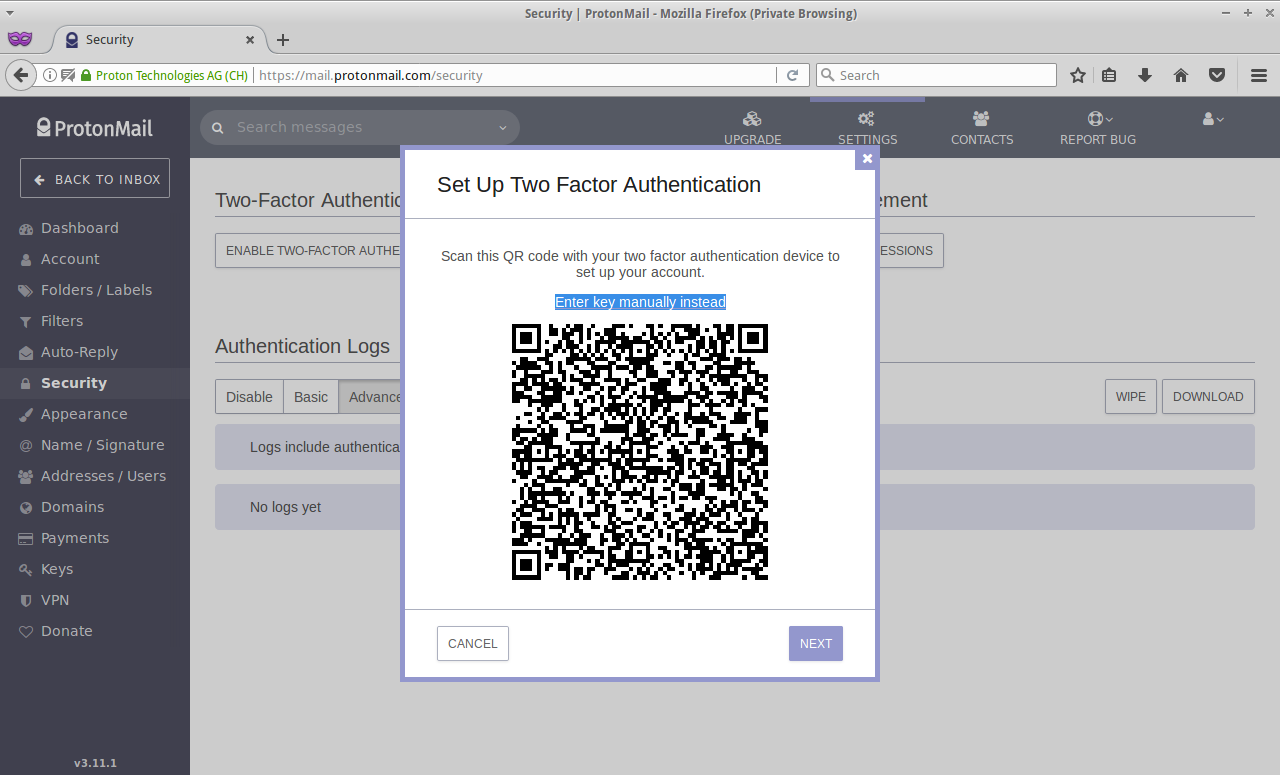 Security | ProtonMail - Mozilla Firefox (Private Browsing)
Security
Proton Technologies AG (CH) https://mail.protonmail.com/security
Search
ProtonMail
Search messages
UPGRADE
SETTINGS
CONTACTS
REPORT BUG
BACK TO INBOX
Dashboard
Account
Folders / Labels
Filters
Auto-Reply
Security
Appearance
Name / Signature
Addresses / Users
Domains
Payments
Keys
VPN
Donate
v3.11.1
Two-Factor Authentic
ement
ENABLE TWO-FACTOR AUTHE
ESSIONS
Authentication Logs
Disable
Basic
Advance
WIPE
DOWNLOAD
Logs include authentica
No logs yet
Set Up Two Factor Authentication
Scan this QR code with your two factor authentication device to
set up your account.
Enter key manually instead
CANCEL
NEXT